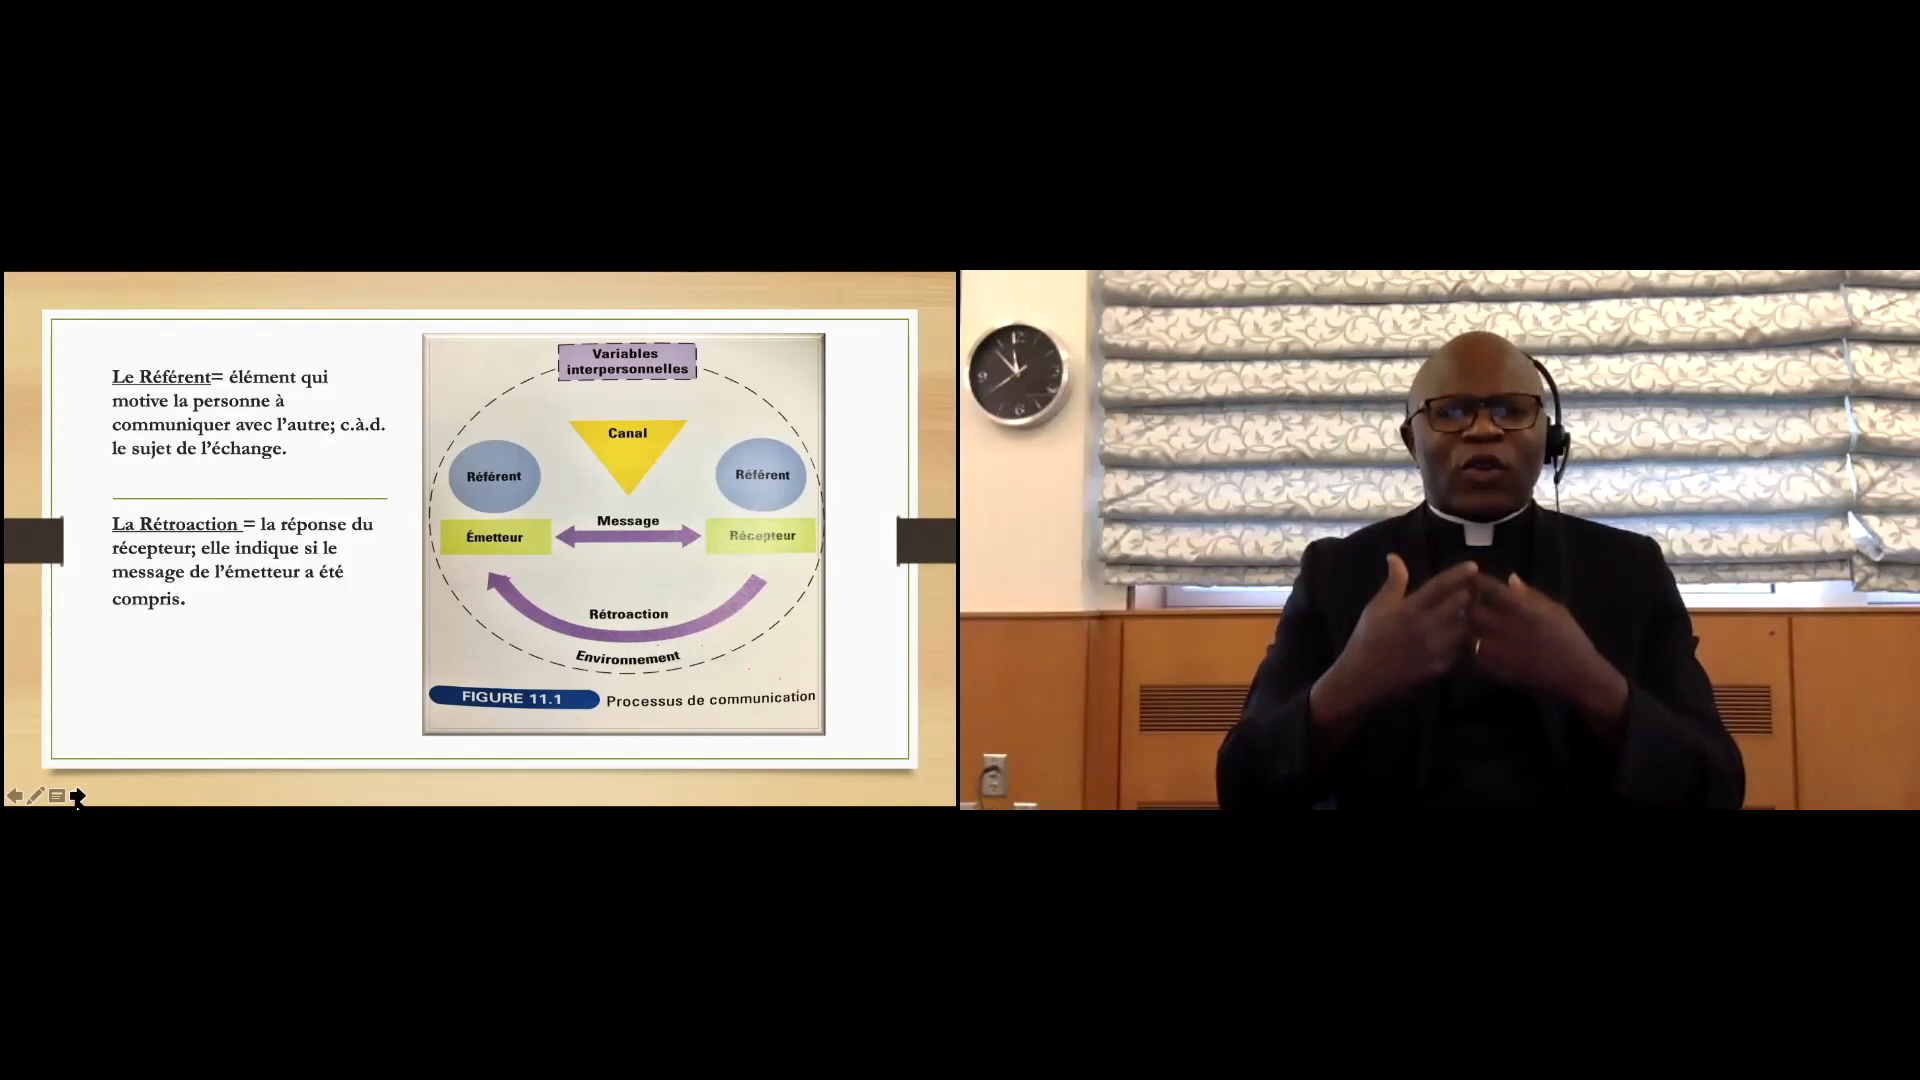 Le Référent= élément qui
motive la personne à
communiquer avec l’autre; c.à.d.
le sujet de l’échange.
La Rétroaction = la réponse du
récepteur; elle indique si le
message de l’émetteur a été
compris.
Variables
interpersonnelles
Canal
Référent
Référent
Message
Émetteur
Récepteur
Rétroaction
Environnement
FIGURE 11.1 Processus de communication